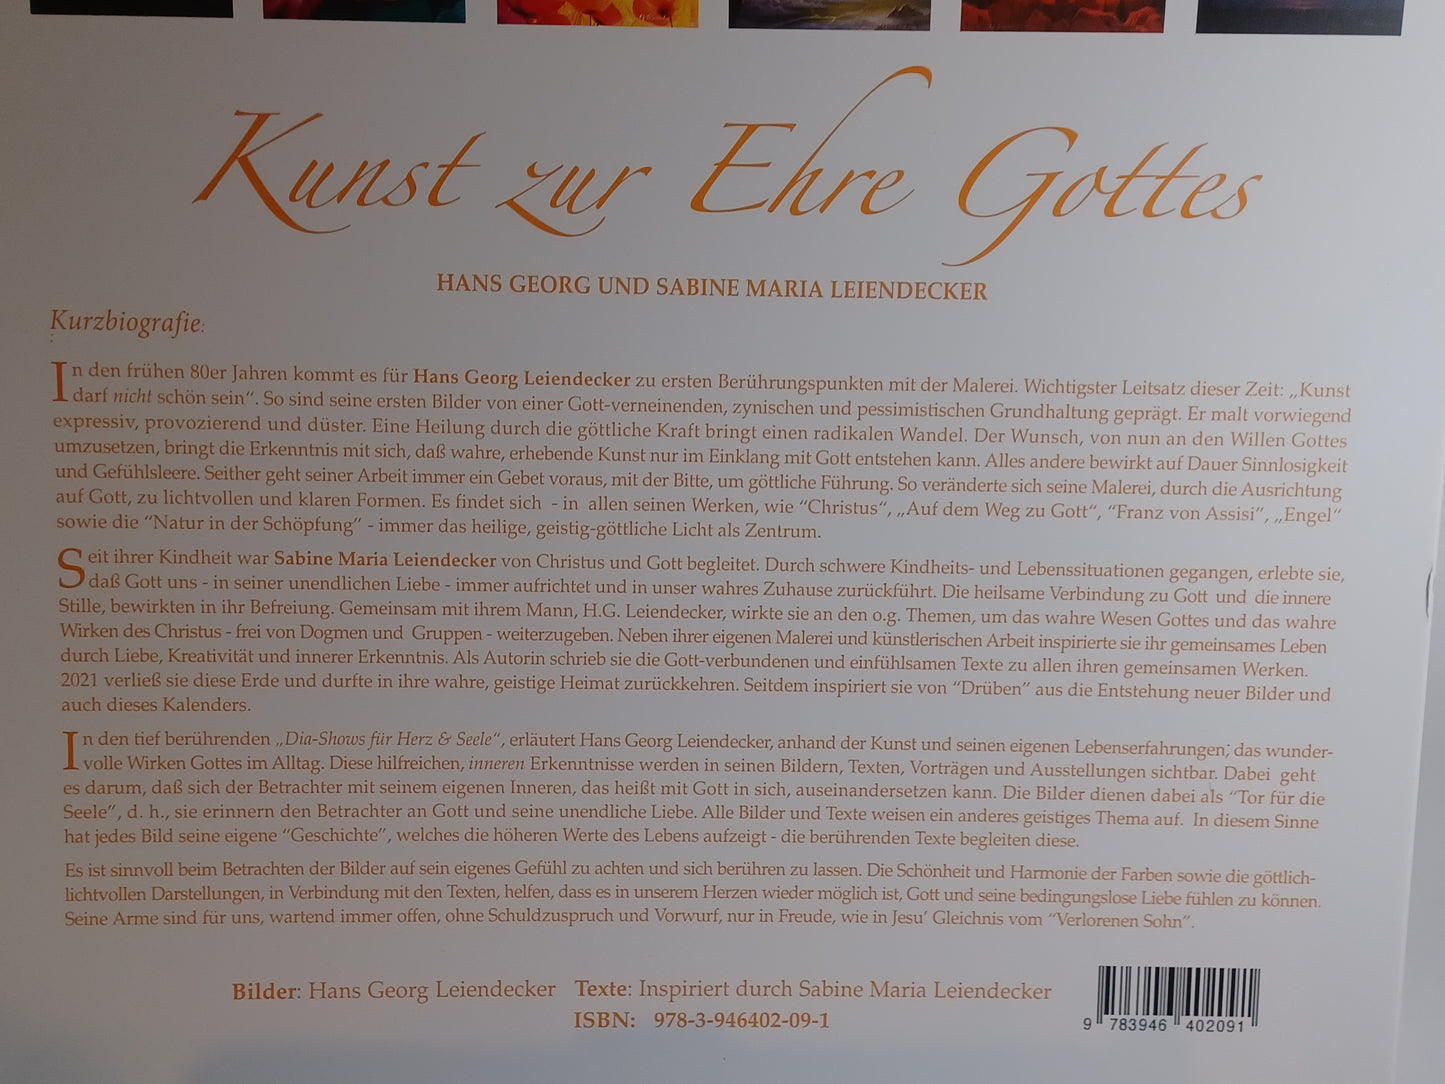 Kunst zur Ehre Gottes
HANS GEORG UND SABINE MARIA LEIENDECKER
Kurzbiografie:
In den frühen 80er Jahren kommt es für Hans Georg Leiendecker zu ersten Berührungspunkten mit der Malerei. Wichtigster Leitsatz dieser Zeit: „Kunst
darf nicht schön sein“. So sind seine ersten Bilder von einer Gott-verneinenden, zynischen und pessimistischen Grundhaltung geprägt. Er malt vorwiegend
expressiv, provozierend und düster. Eine Heilung durch die göttliche Kraft bringt einen radikalen Wandel. Der Wunsch, von nun an den Willen Gottes
umzusetzen, bringt die Erkenntnis mit sich, daß wahre, erhebende Kunst nur im Einklang mit Gott entstehen kann. Alles andere bewirkt auf Dauer Sinnlosigkeit
und Gefühlsleere. Seither geht seiner Arbeit immer ein Gebet voraus, mit der Bitte, um göttliche Führung. So veränderte sich seine Malerei, durch die Ausrichtung
auf Gott, zu lichtvollen und klaren Formen. Es findet sich - in allen seinen Werken, wie “Christus“, „Auf dem Weg zu Gott“, “Franz von Assisi”, „Engel“
sowie die “Natur in der Schöpfung” - immer das heilige, geistig-göttliche Licht als Zentrum.
Seit ihrer Kindheit war Sabine Maria Leiendecker von Christus und Gott begleitet. Durch schwere Kindheits- und Lebenssituationen gegangen, erlebte sie,
daß Gott uns - in seiner unendlichen Liebe - immer aufrichtet und in unser wahres Zuhause zurückführt. Die heilsame Verbindung zu Gott und die innere
Stille, bewirkten in ihr Befreiung. Gemeinsam mit ihrem Mann, H.G. Leiendecker, wirkte sie an den o.g. Themen, um das wahre Wesen Gottes und das wahre
Wirken des Christus - frei von Dogmen und Gruppen - weiterzugeben. Neben ihrer eigenen Malerei und künstlerischen Arbeit inspirierte sie ihr gemeinsames Leben
durch Liebe, Kreativität und innerer Erkenntnis. Als Autorin schrieb sie die Gott-verbundenen und einfühlsamen Texte zu allen ihren gemeinsamen Werken.
2021 verließ sie diese Erde und durfte in ihre wahre, geistige Heimat zurückkehren. Seitdem inspiriert sie von “Drüben” aus die Entstehung neuer Bilder und
auch dieses Kalenders.
In den tief berührenden „Dia-Shows für Herz & Seele“, erläutert Hans Georg Leiendecker, anhand der Kunst und seinen eigenen Lebenserfahrungen, das wunder-
volle Wirken Gottes im Alltag. Diese hilfreichen, inneren Erkenntnisse werden in seinen Bildern, Texten, Vorträgen und Ausstellungen sichtbar. Dabei geht
es darum, daß sich der Betrachter mit seinem eigenen Inneren, das heißt mit Gott in sich, auseinandersetzen kann. Die Bilder dienen dabei als “Tor für die
Seele”, d. h., sie erinnern den Betrachter an Gott und seine unendliche Liebe. Alle Bilder und Texte weisen ein anderes geistiges Thema auf. In diesem Sinne
hat jedes Bild seine eigene “Geschichte”, welches die höheren Werte des Lebens aufzeigt - die berührenden Texte begleiten diese.
Es ist sinnvoll beim Betrachten der Bilder auf sein eigenes Gefühl zu achten und sich berühren zu lassen. Die Schönheit und Harmonie der Farben sowie die göttlich-
lichtvollen Darstellungen, in Verbindung mit den Texten, helfen, dass es in unserem Herzen wieder möglich ist, Gott und seine bedingungslose Liebe fühlen zu können.
Seine Arme sind für uns, wartend immer offen, ohne Schuldzuspruch und Vorwurf, nur in Freude, wie in Jesu’ Gleichnis vom “Verlorenen Sohn”.
Bilder: Hans Georg Leiendecker Texte: Inspiriert durch Sabine Maria Leiendecker
ISBN: 978-3-946402-09-1
9 783946 402091